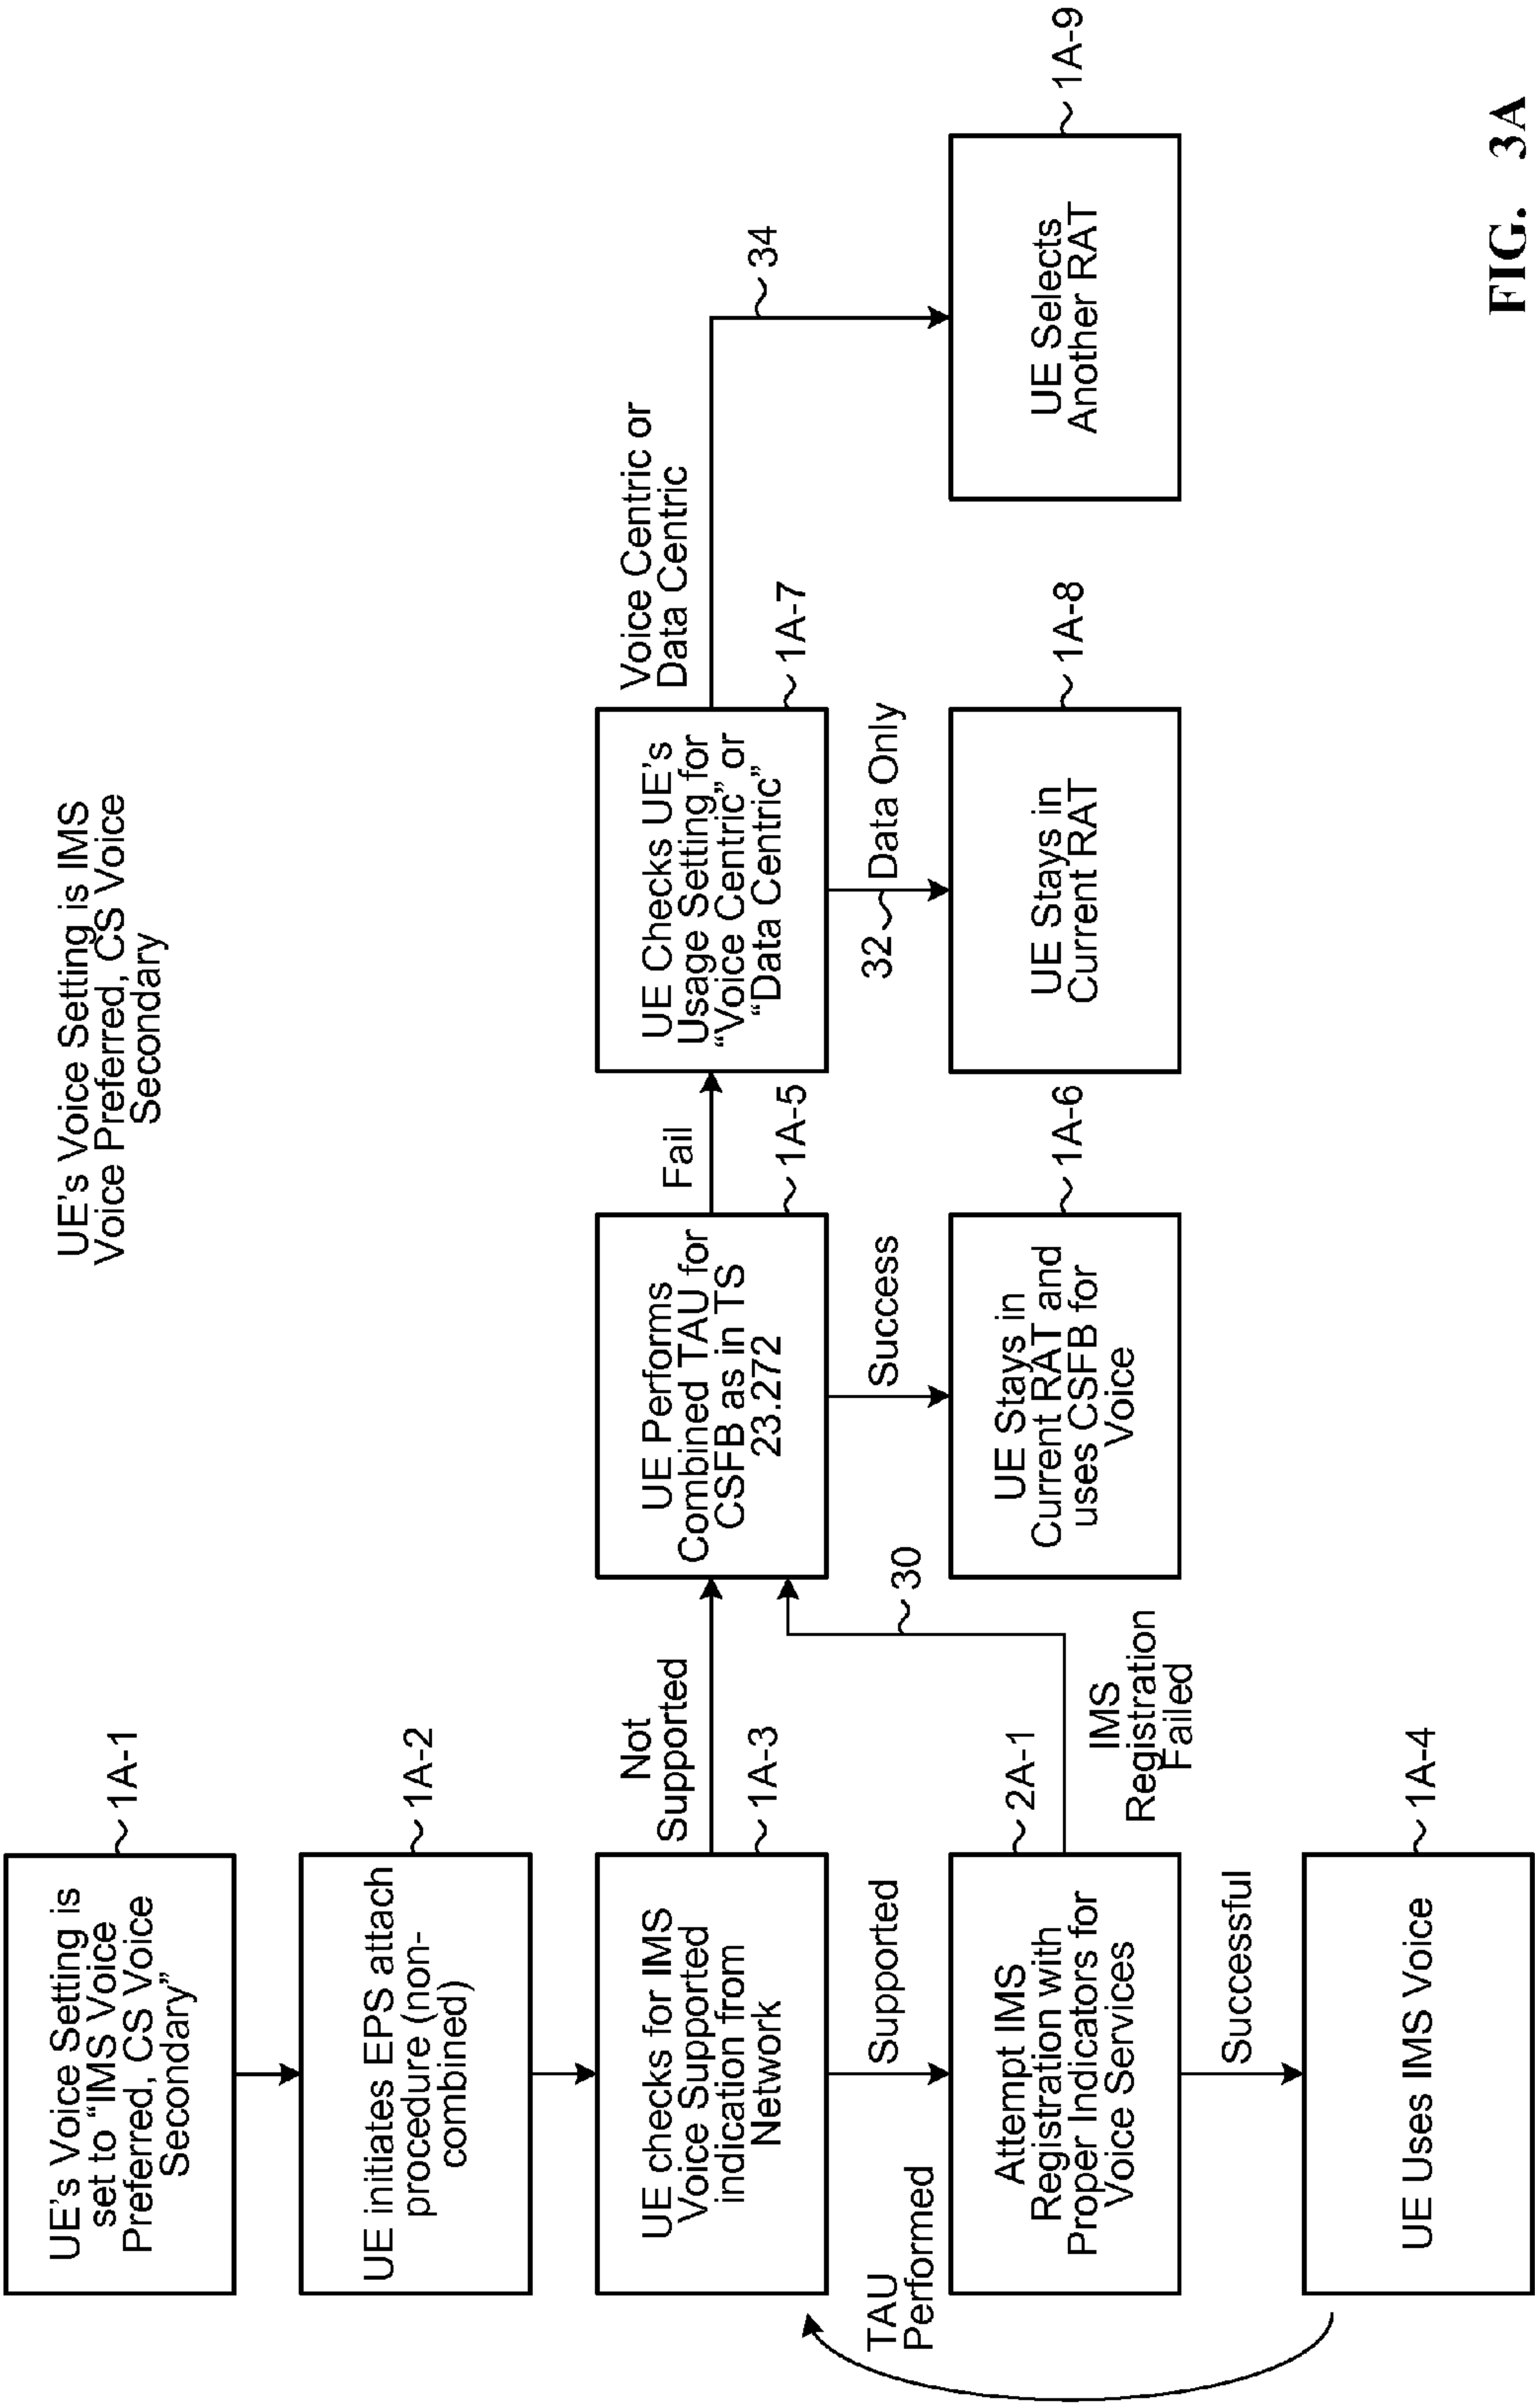 UE's Voice Setting is IMS
Voice Preferred, CS Voice
Secondary
UE's Voice Setting is
set to “IMS Voice
Preferred, CS Voice
Secondary”
1A-1
UE initiates EPS attach
procedure (non-
combined)
1A-2
UE checks for IMS
Voice Supported
indication from
Network
1A-3
Not
Supported
UE Performs
Combined TAU for
CSFB as in TS
23.272
1A-5
Fail
UE Checks UE's
Usage Setting for
“Voice Centric” or
“Data Centric”
1A-7
Voice Centric or
Data Centric
34
TAU
Performed
Supported
30
Success
32
Data Only
Attempt IMS
Registration with
Proper Indicators for
Voice Services
2A-1
IMS
Registration
Failed
UE Stays in
Current RAT and
uses CSFB for
Voice
1A-6
UE Stays in
Current RAT
1A-8
UE Selects
Another RAT
1A-9
Successful
UE Uses IMS Voice
1A-4
FIG. 3A